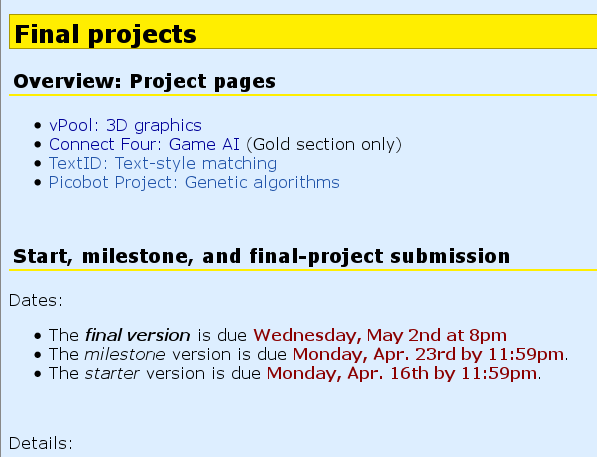 Final projects
Overview: Project pages
• vPool: 3D graphics
• Connect Four: Game AI (Gold section only)
• TextID: Text-style matching
• Picobot Project: Genetic algorithms
Start, milestone, and final-project submission
Dates:
• The final version is due Wednesday, May 2nd at 8pm
• The milestone version is due Monday, Apr. 23rd by 11:59pm.
• The starter version is due Monday, Apr. 16th by 11:59pm.
Details: